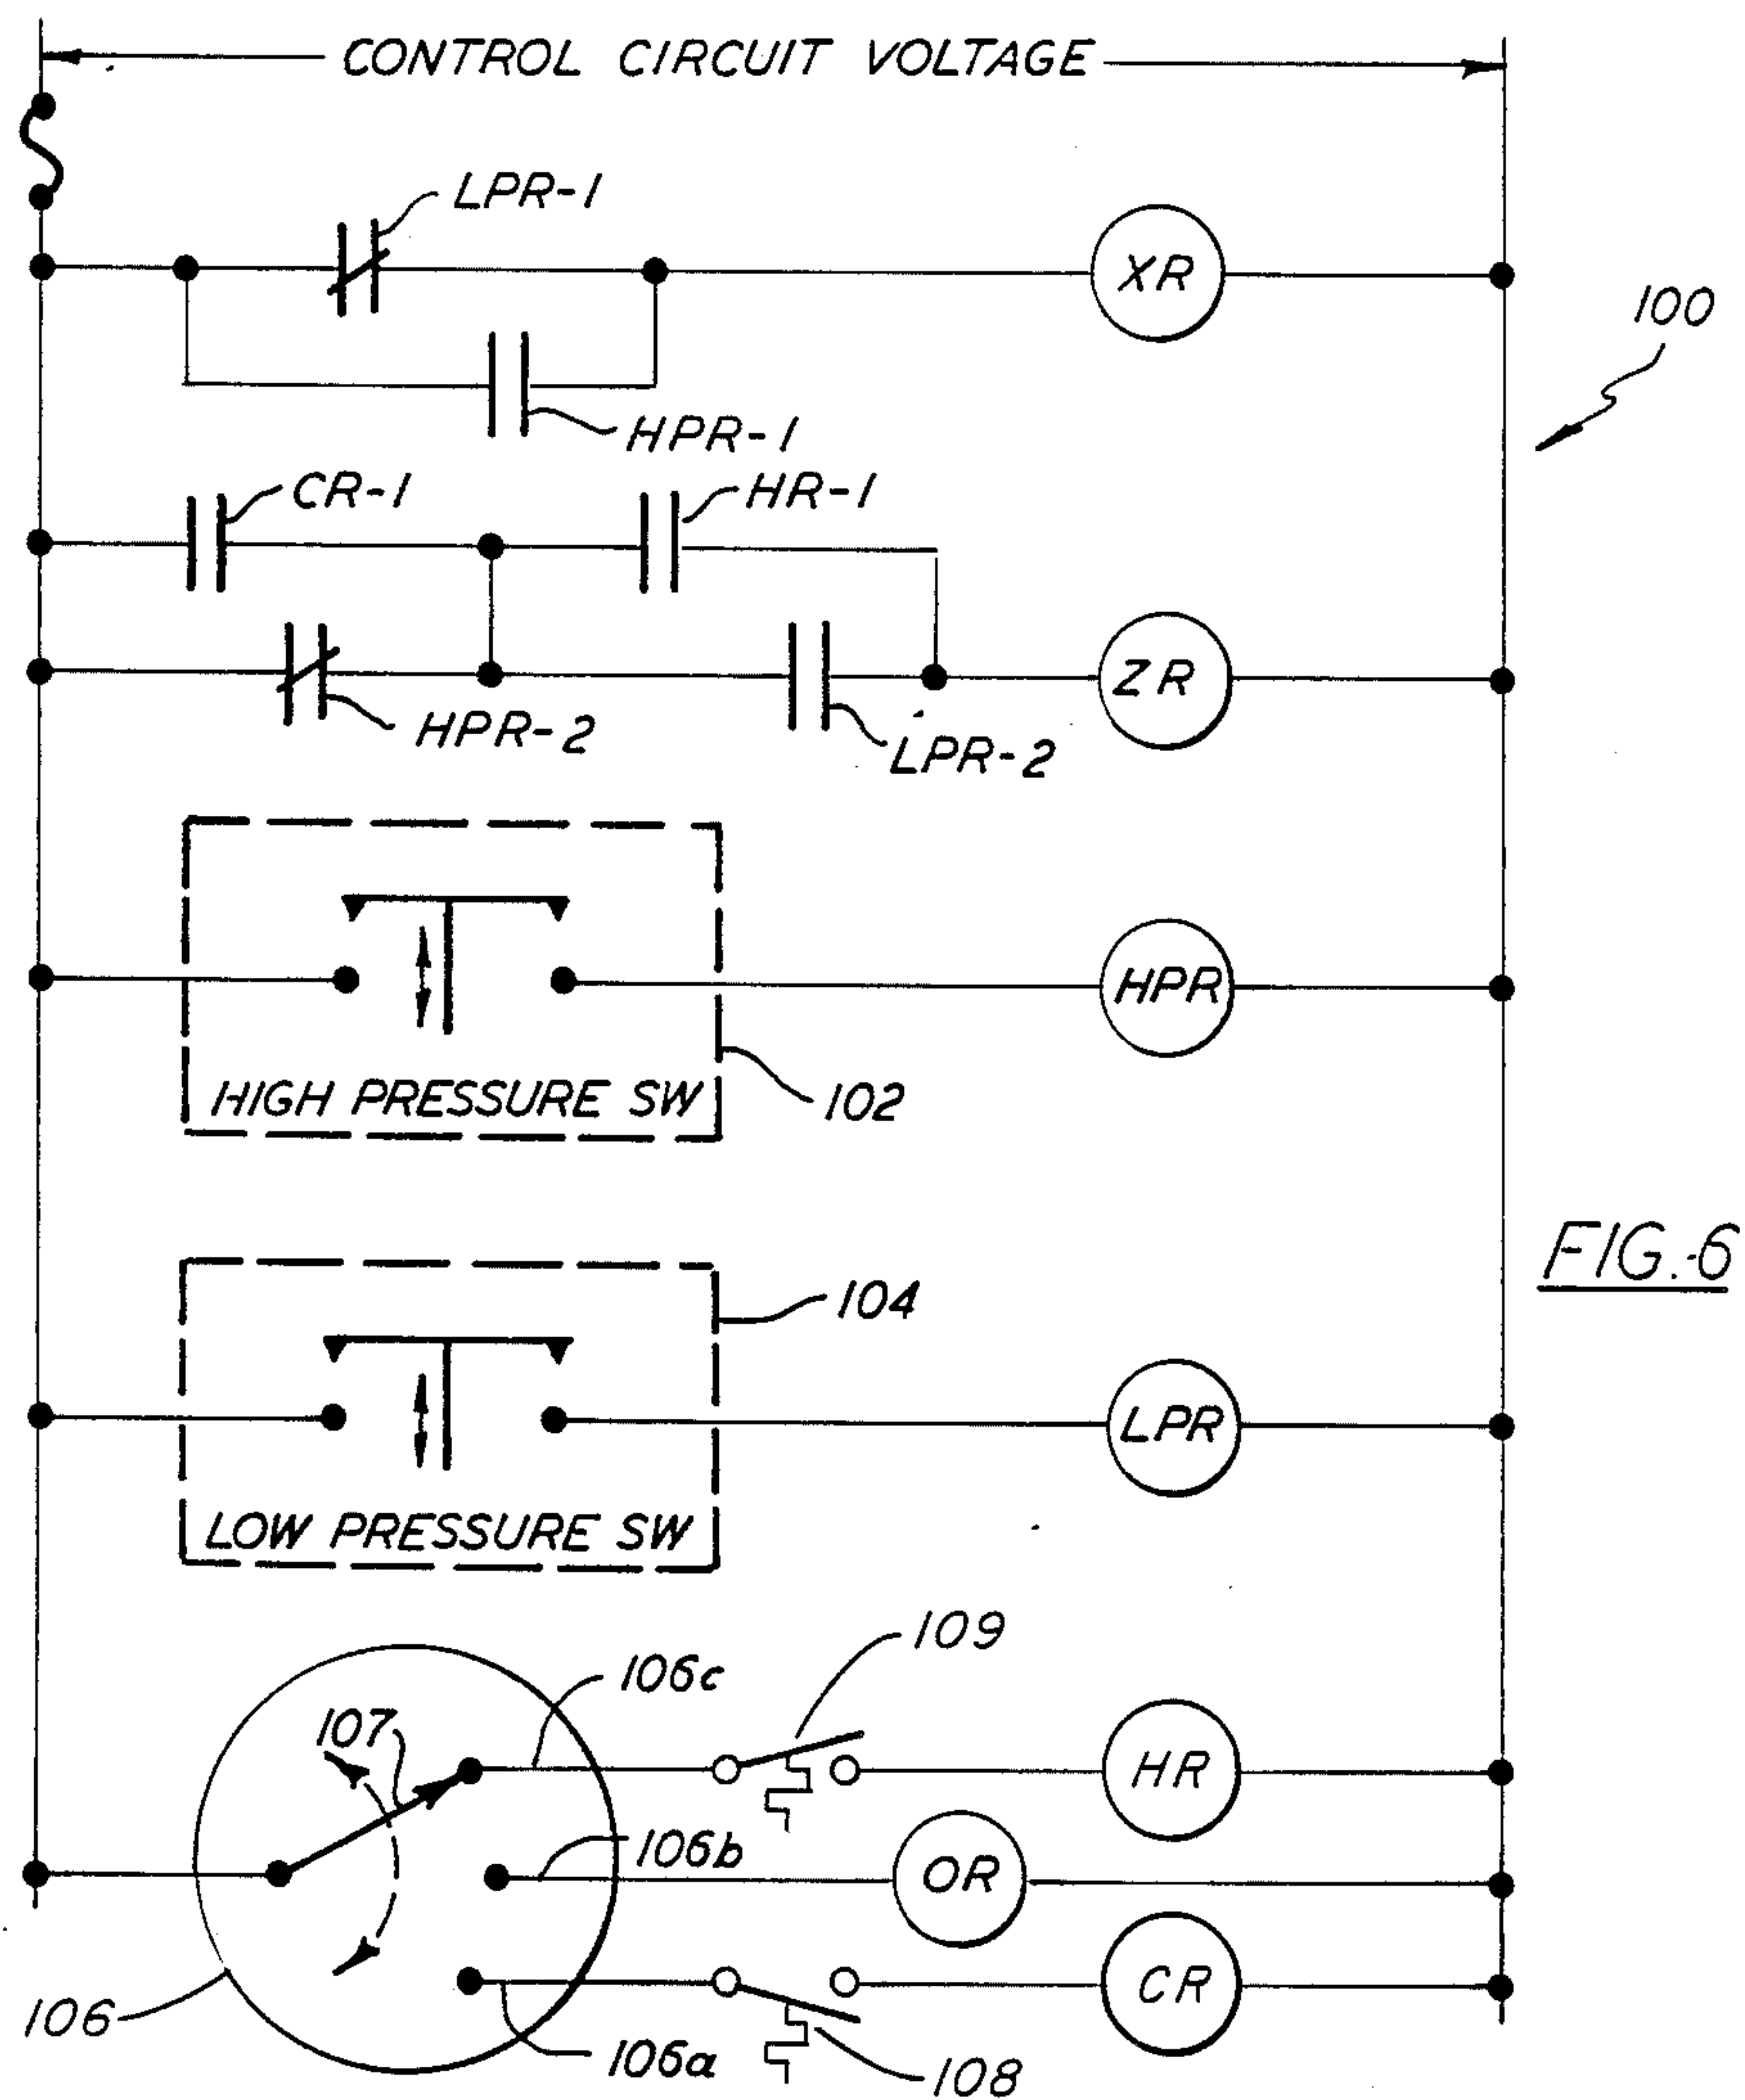 CONTROL CIRCUIT VOLTAGE
LPR-1
XR
100
HPR-1
CR-1
HR-1
ZR
HPR-2
LPR-2
HPR
HIGH PRESSURE SW
102
FIG.-6
104
LPR
LOW PRESSURE SW
109
106c
107
HR
106b
OR
CR
106
106a
108